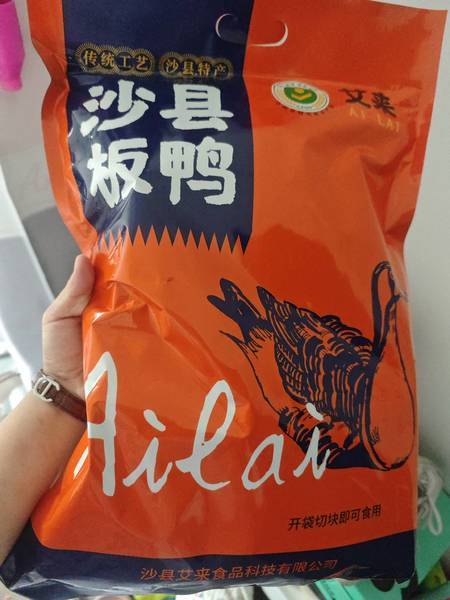 传统工艺 沙县特产
沙县
板鸭
艾来
AI LAI
Ailai
开袋切块即可食用
沙县艾来食品科技有限公司